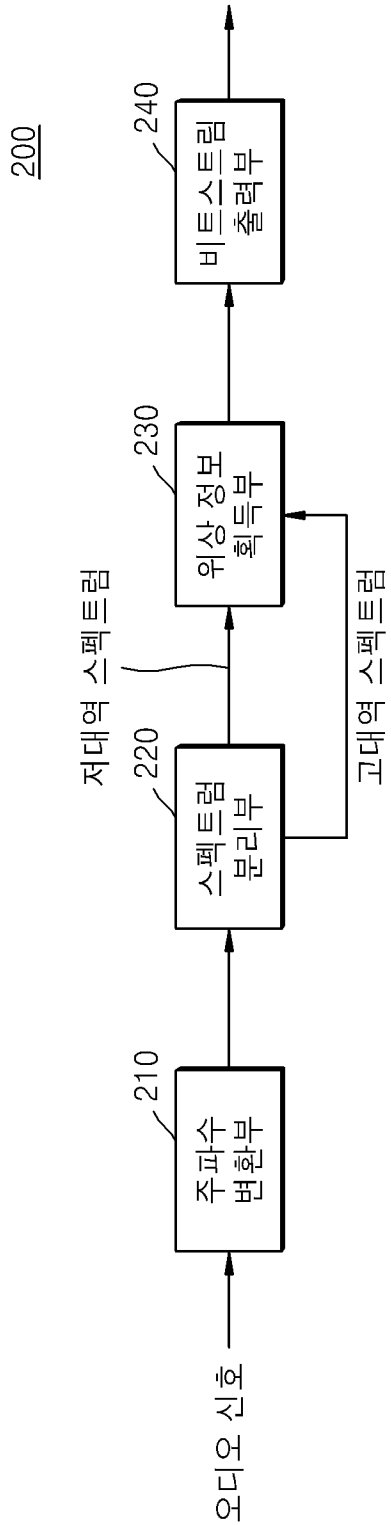 200
오디오 신호
210
주파수
변환부
220
스펙트럼
분리부
저대역 스펙트럼
고대역 스펙트럼
230
위상 정보
획득부
240
비트스트림
출력부